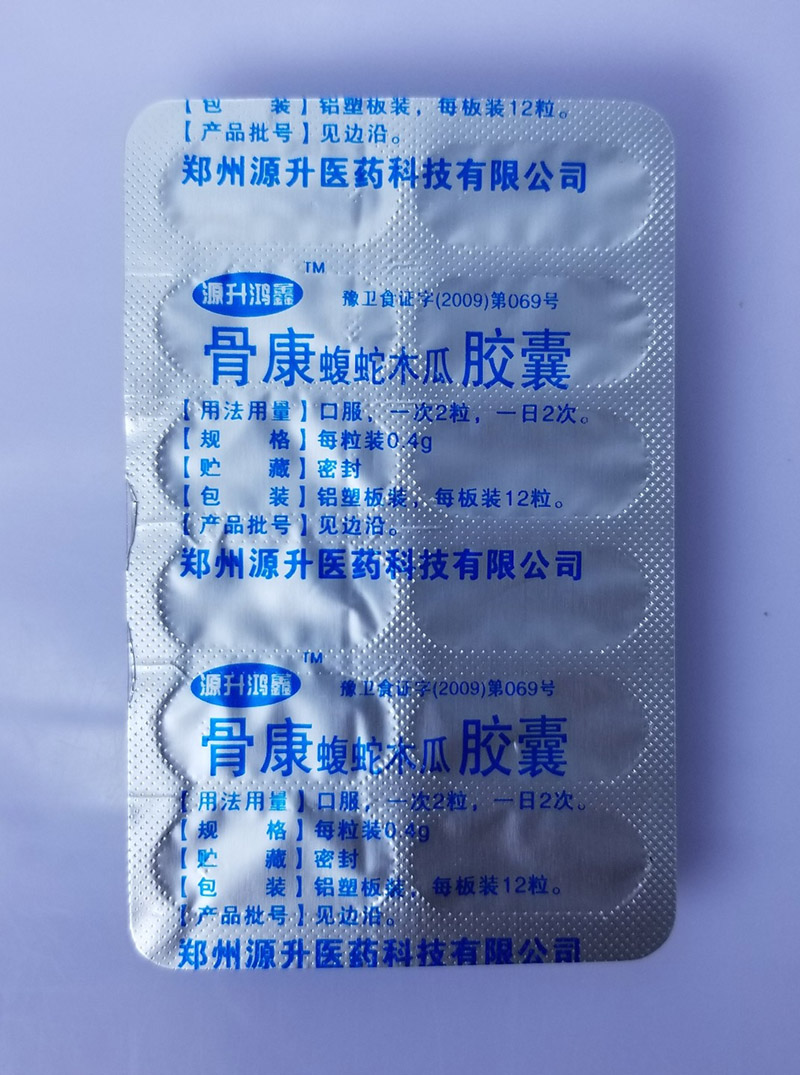 【包　　装】铝塑板装，每板装12粒。
【产品批号】见边沿。
郑州源升医药科技有限公司
源升鸿鑫 TM 豫卫食证字(2009)第069号
骨康蝮蛇木瓜胶囊
【用法用量】口服，一次2粒，一日2次。
【规　　格】每粒装0.4g
【贮　　藏】密封
【包　　装】铝塑板装，每板装12粒。
【产品批号】见边沿。
郑州源升医药科技有限公司
源升鸿鑫 TM 豫卫食证字(2009)第069号
骨康蝮蛇木瓜胶囊
【用法用量】口服，一次2粒，一日2次。
【规　　格】每粒装0.4g
【贮　　藏】密封
【包　　装】铝塑板装，每板装12粒。
【产品批号】见边沿。
郑州源升医药科技有限公司